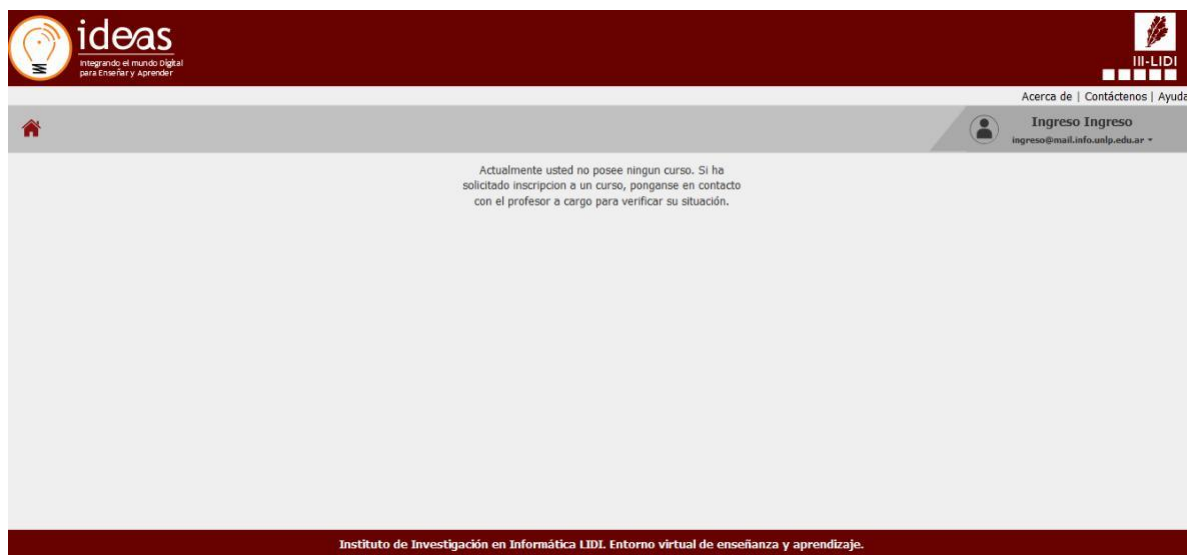 ideas
Integrando el mundo Digital
para Enseñar y Aprender
III-LIDI
Acerca de | Contáctenos | Ayuda
Ingreso Ingreso
ingreso@mail.info.unlp.edu.ar
Actualmente usted no posee ningun curso. Si ha
solicitado inscripcion a un curso, ponganse en contacto
con el profesor a cargo para verificar su situación.
Instituto de Investigación en Informática LIDI. Entorno virtual de enseñanza y aprendizaje.